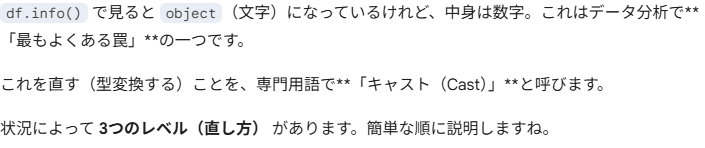 df.info() で見ると object（文字）になっているけれど、中身は数字。これはデータ分析で**
「最もよくある罠」**の一つです。
これを直す（型変換する）ことを、専門用語で**「キャスト（Cast）」**と呼びます。
状況によって 3つのレベル（直し方） があります。簡単な順に説明しますね。